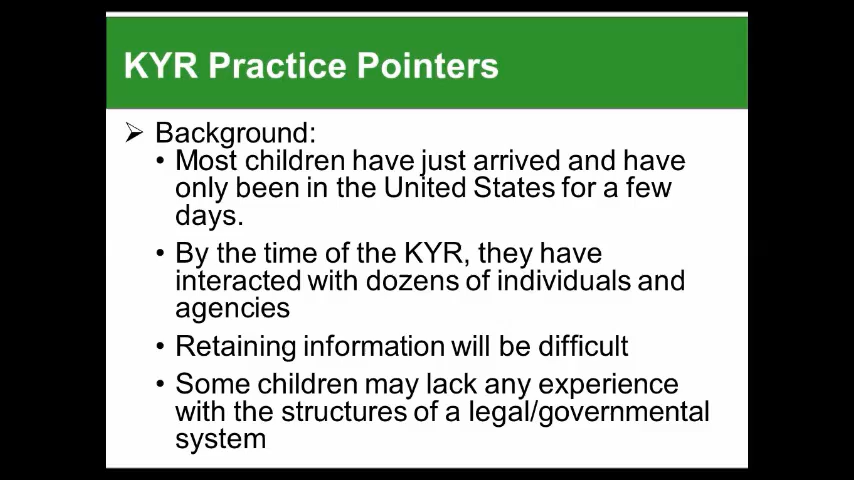 KYR Practice Pointers
➢ Background:
• Most children have just arrived and have
only been in the United States for a few
days.
• By the time of the KYR, they have
interacted with dozens of individuals and
agencies
• Retaining information will be difficult
• Some children may lack any experience
with the structures of a legal/governmental
system